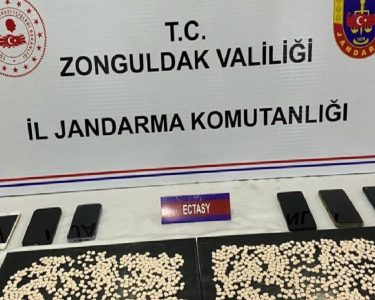 T.C.
ZONGULDAK VALİLİĞİ
İL JANDARMA KOMUTANLIĞI
ECTASY